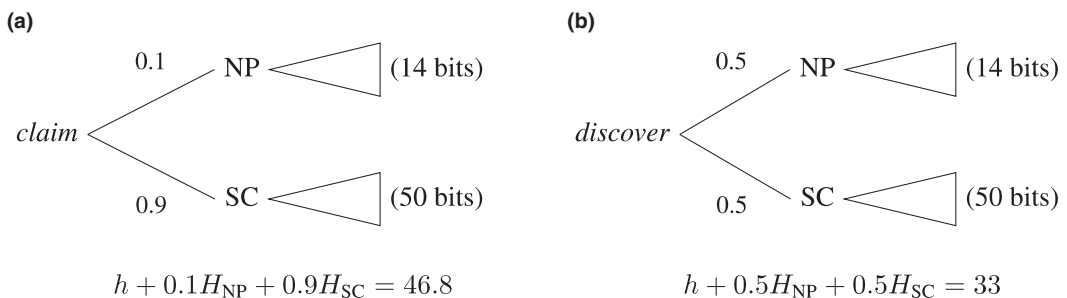 (a)
0.1
NP
(14 bits)
claim
0.9
SC
(50 bits)
h + 0.1H_NP + 0.9H_SC = 46.8
(b)
0.5
NP
(14 bits)
discover
0.5
SC
(50 bits)
h + 0.5H_NP + 0.5H_SC = 33